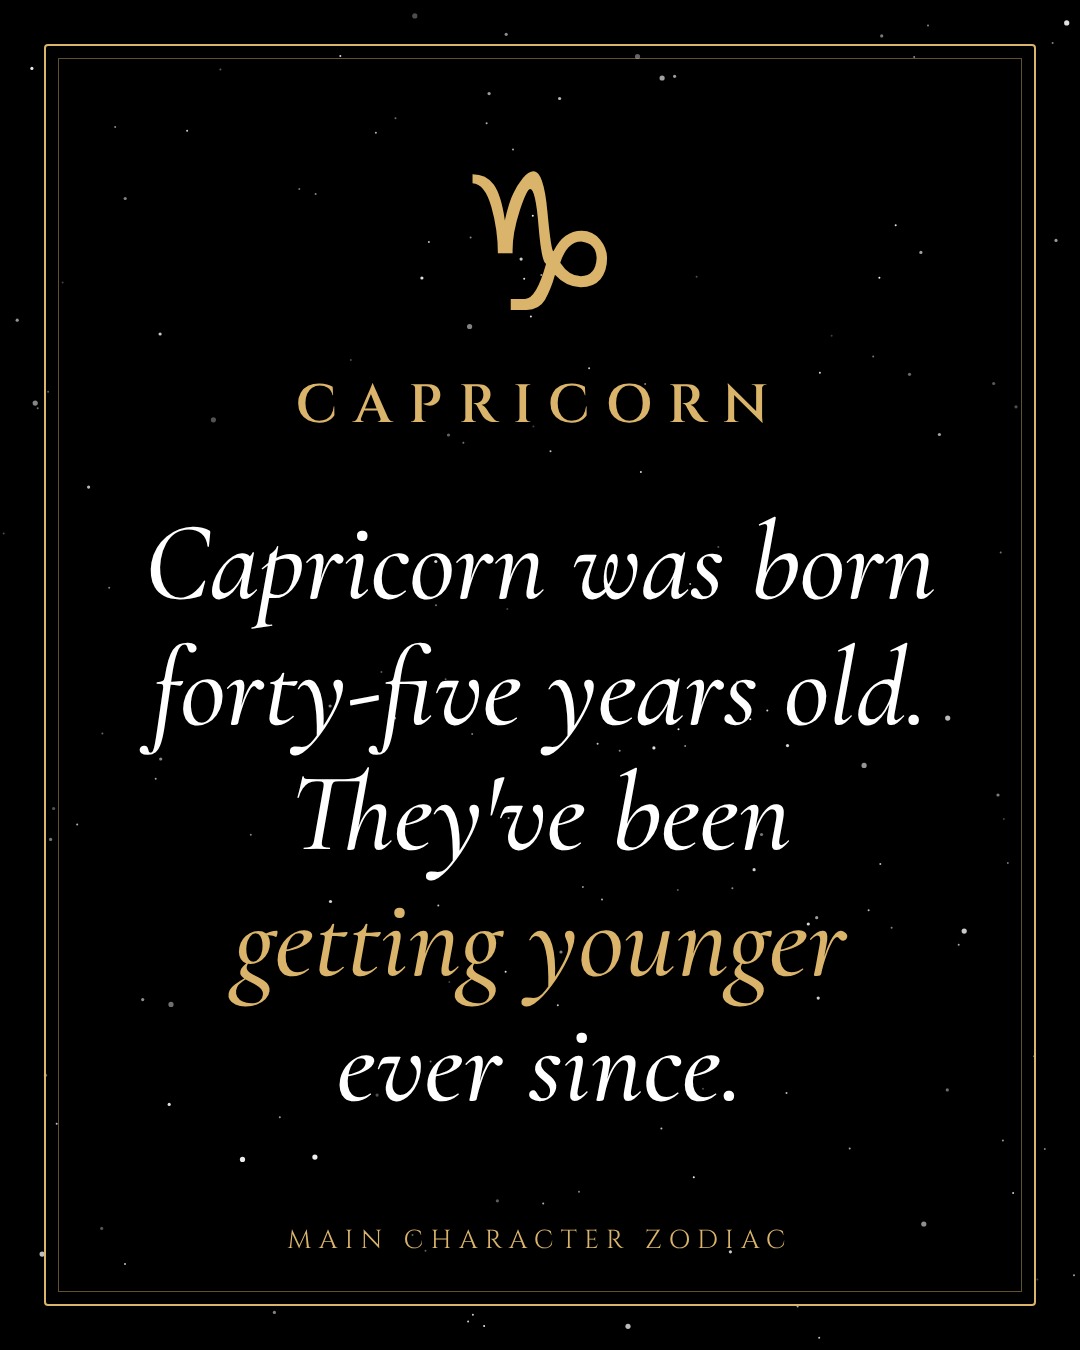 ♑
CAPRICORN
Capricorn was born
forty-five years old.
They've been
getting younger
ever since.
MAIN CHARACTER ZODIAC